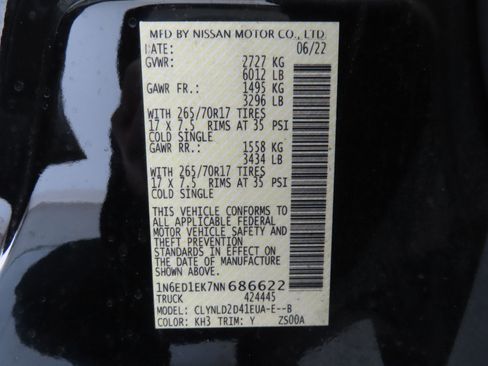 MFD BY NISSAN MOTOR CO., LTD.
DATE: 06/22
GVWR: 2727 KG
6012 LB
GAWR FR.: 1495 KG
3296 LB
WITH 265/70R17 TIRES
17 X 7.5 RIMS AT 35 PSI
COLD SINGLE
GAWR RR.: 1558 KG
3434 LB
WITH 265/70R17 TIRES
17 X 7.5 RIMS AT 35 PSI
COLD SINGLE
THIS VEHICLE CONFORMS TO
ALL APPLICABLE FEDERAL
MOTOR VEHICLE SAFETY AND
THEFT PREVENTION
STANDARDS IN EFFECT ON
THE DATE OF MANUFACTURE
SHOWN ABOVE.
1N6ED1EK7NN686622
TRUCK 424445
MODEL: CLYNLD2D41EUA-E--B
COLOR: KH3 TRIM: Y ZS00A